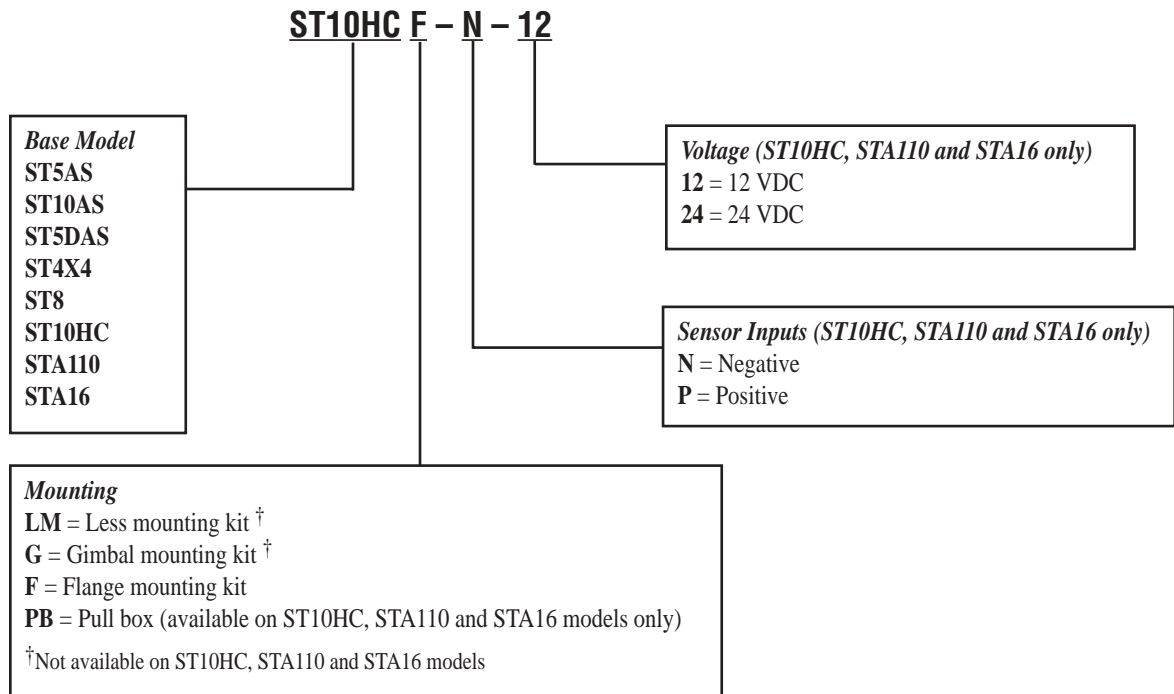 ST10HC F – N – 12
Base Model
ST5AS
ST10AS
ST5DAS
ST4X4
ST8
ST10HC
STA110
STA16
Voltage (ST10HC, STA110 and STA16 only)
12 = 12 VDC
24 = 24 VDC
Sensor Inputs (ST10HC, STA110 and STA16 only)
N = Negative
P = Positive
Mounting
LM = Less mounting kit †
G = Gimbal mounting kit †
F = Flange mounting kit
PB = Pull box (available on ST10HC, STA110 and STA16 models only)
†Not available on ST10HC, STA110 and STA16 models